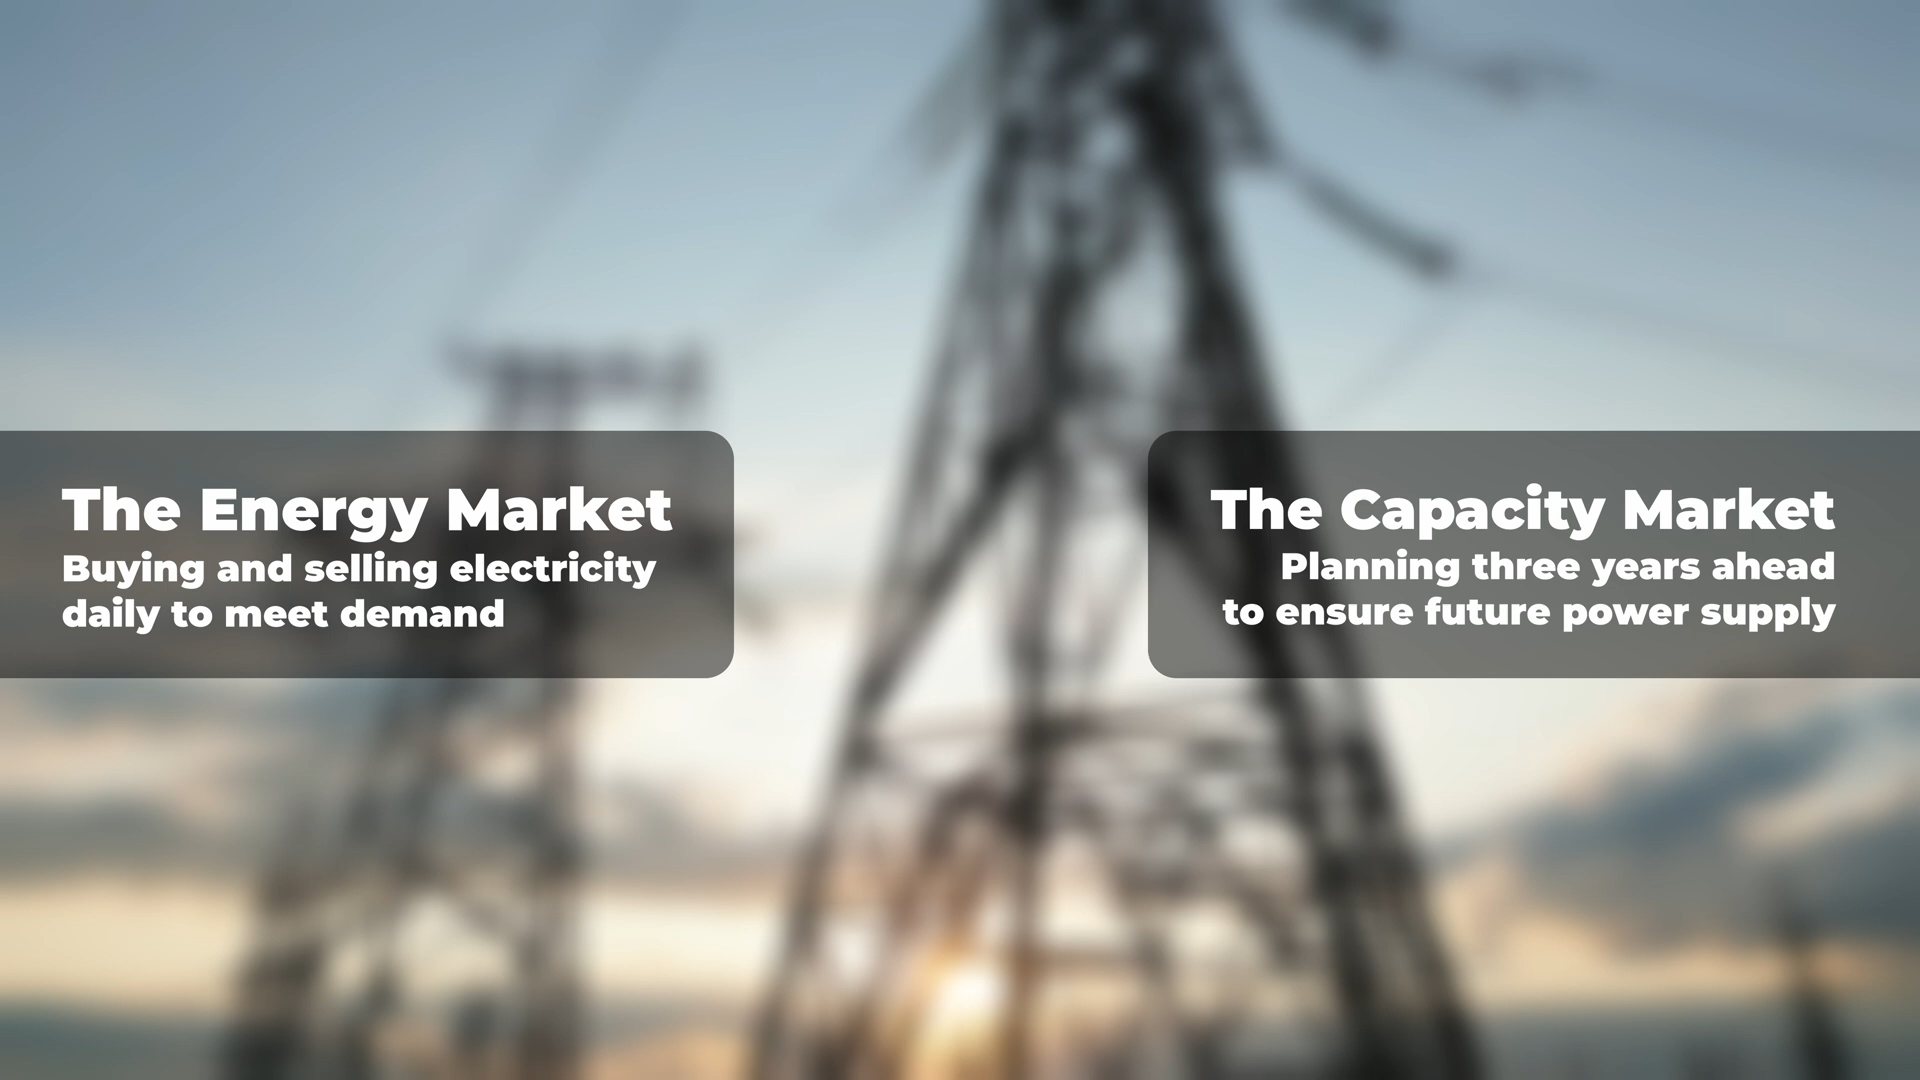 The Energy Market
Buying and selling electricity
daily to meet demand
The Capacity Market
Planning three years ahead
to ensure future power supply